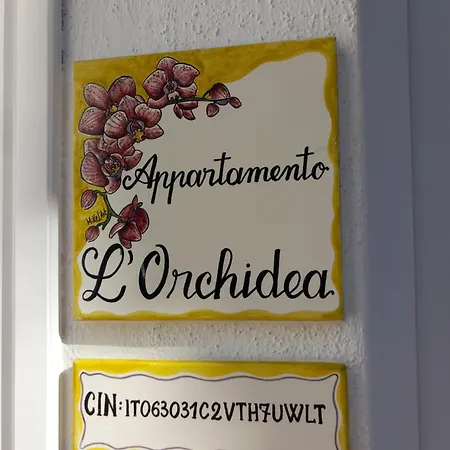 Appartamento
L'Orchidea
CIN: IT063031C2VTH7UWLT